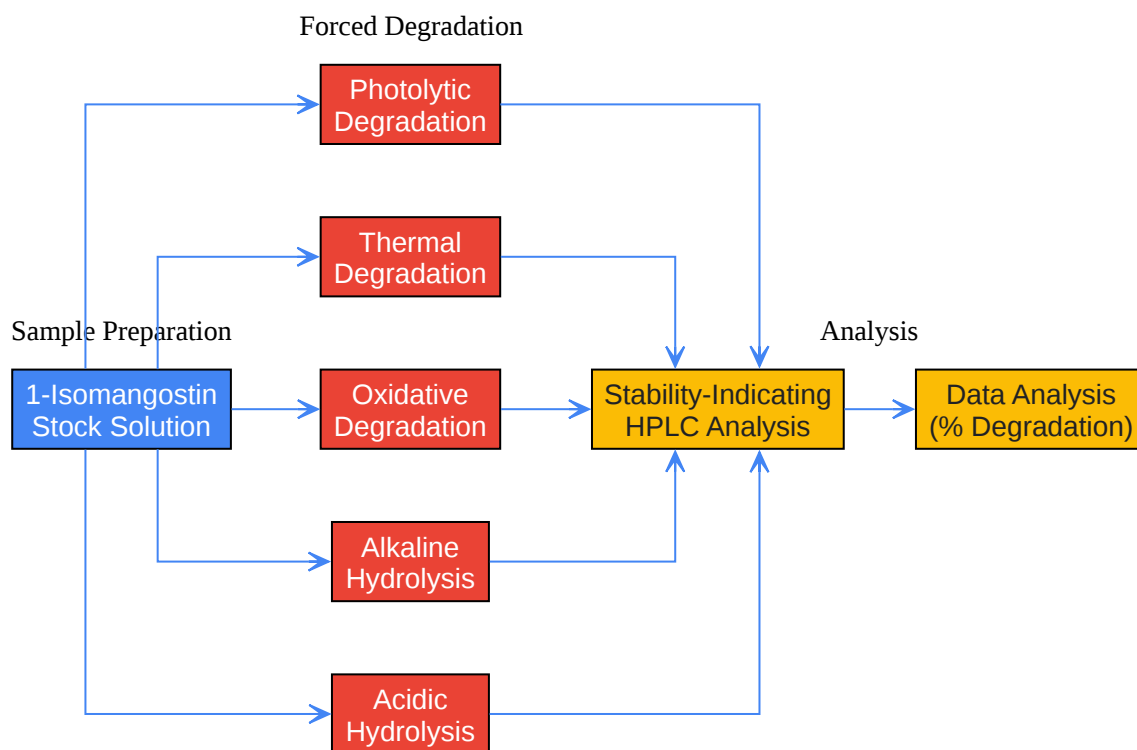 Forced Degradation
Photolytic
Degradation
Thermal
Degradation
Sample Preparation
Analysis
1-Isomangostin
Stock Solution
Oxidative
Degradation
Stability-Indicating
HPLC Analysis
Data Analysis
(% Degradation)
Alkaline
Hydrolysis
Acidic
Hydrolysis